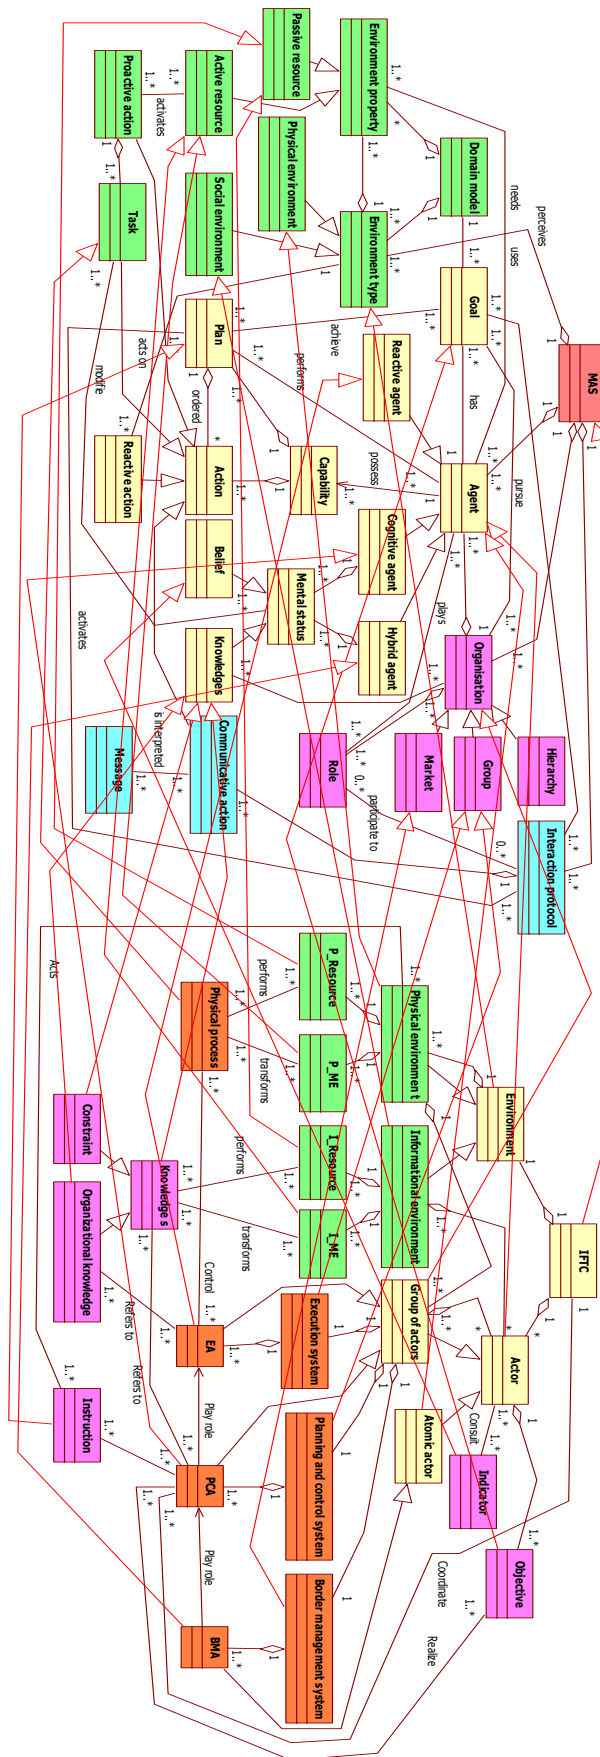 MAS
perceives
needs
uses
Environment property
Domain model
Passive resource
Physical environment
Environment type
Active resource
Proactive action
activates
Social environment
Task
Goal
Plan
Reactive agent
achieve
performs
has
pursue
acts on
modifie
ordered
Reactive action
Action
Capability
possess
Agent
Belief
Mental status
Cognitive agent
Hybrid agent
plays
Organisation
Knowledges
activates
Communicative action
Message
is interpreted
Role
Market
Group
Hierarchy
participate to
Interaction protocol
IFTC
Environment
Physical environment
Informational environment
P_Resource
P_ME
I_Resource
I_ME
Physical process
performs
transforms
performs
transforms
Acts
Constraint
Knowledge s
Organizational knowledge
Control
Group of actors
Actor
Execution system
EA
Refers to
Refers to
Instruction
Play role
PCA
Planning and control system
Atomic actor
Consult
Indicator
Objective
Coordinate
Realize
Play role
Border management system
BMA
1
1..*
*
0..*